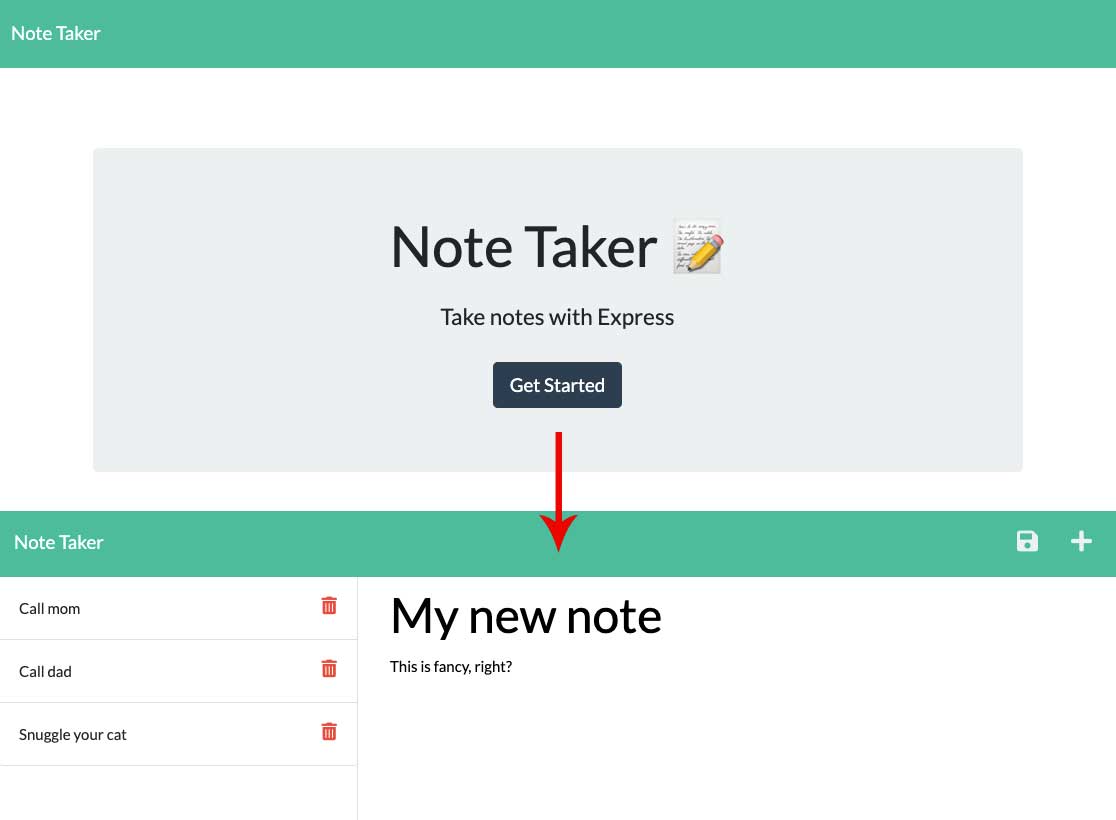 Note Taker
Note Taker
Take notes with Express
Get Started
Note Taker
Call mom
Call dad
Snuggle your cat
My new note
This is fancy, right?